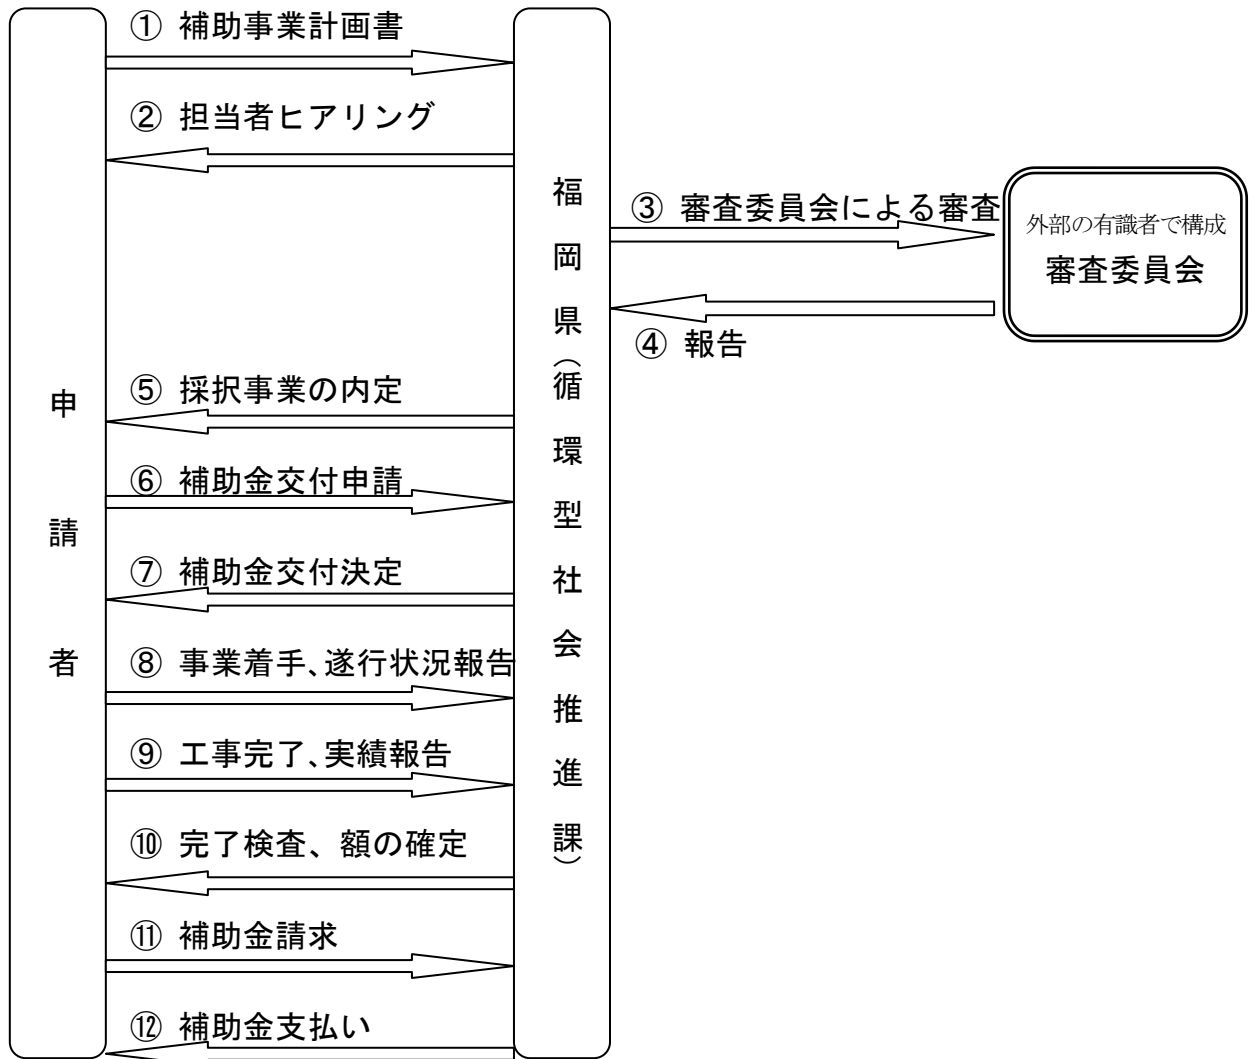 ① 補助事業計画書
② 担当者ヒアリング
③ 審査委員会による審査
外部の有識者で構成
審査委員会
④ 報告
⑤ 採択事業の内定
⑥ 補助金交付申請
⑦ 補助金交付決定
⑧ 事業着手、遂行状況報告
⑨ 工事完了、実績報告
⑩ 完了検査、額の確定
⑪ 補助金請求
⑫ 補助金支払い
申請者
福岡県(循環型社会推進課)